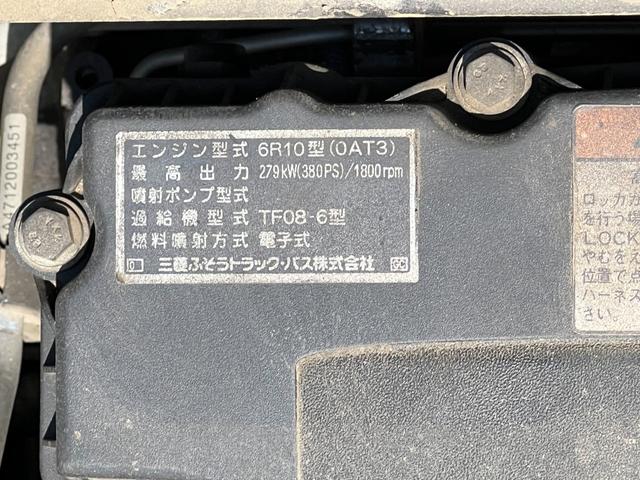 エンジン型式 6R10型(0AT3)
最高出力 279kW(380PS)/1800rpm
噴射ポンプ型式
過給機型式 TF08-6型
燃料噴射方式 電子式
三菱ふそうトラック・バス株式会社
A4712003451
ロッカカ
を行うめ
LOCK
やむをえ
位置で
ハーネス
さい。